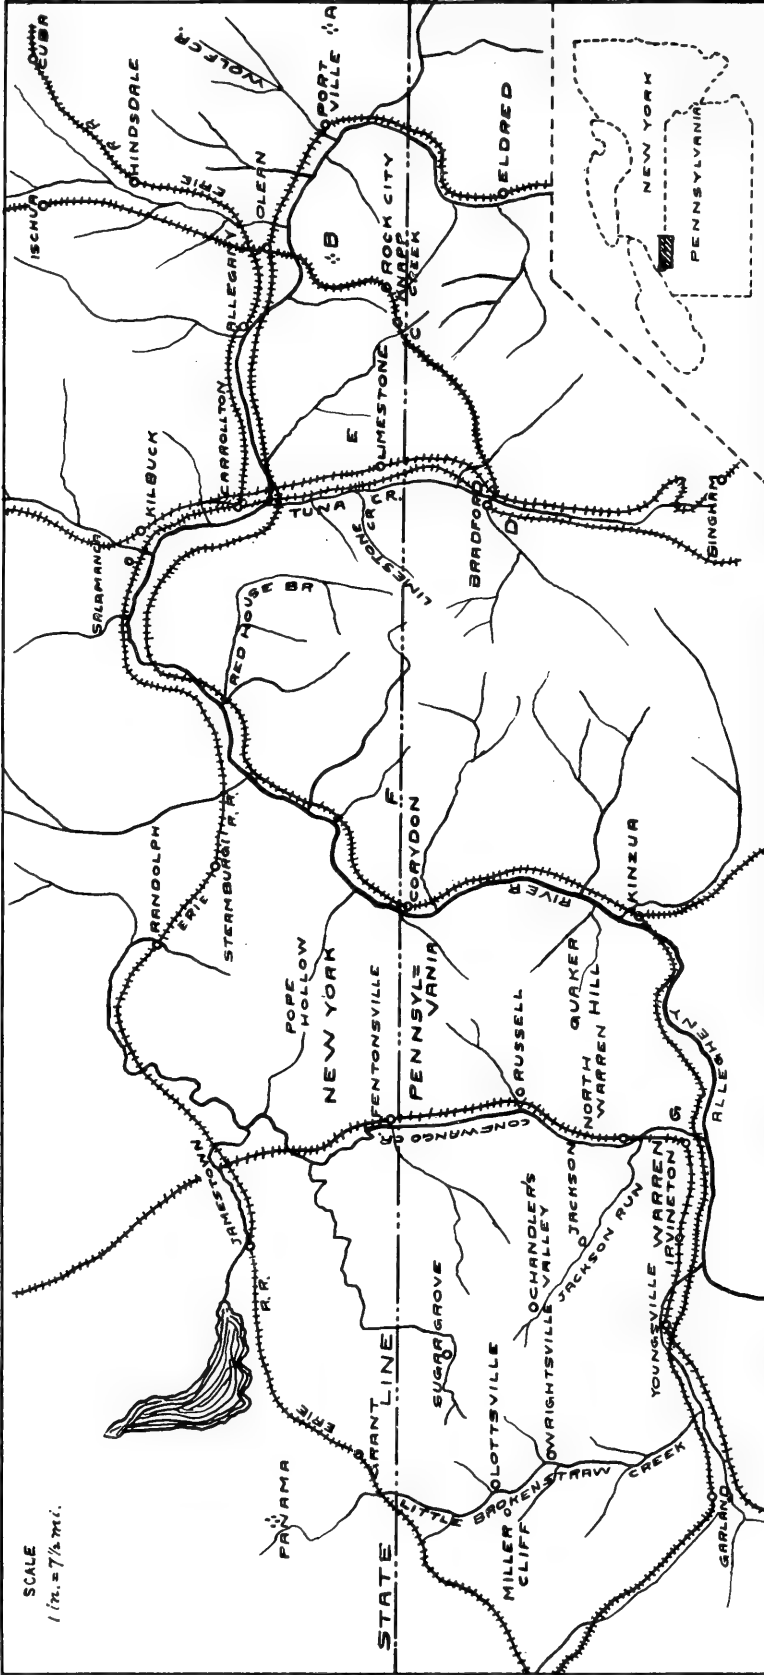 SCALE
1 in. = 7½ mi.
PANAMA
STATE LINE
GRANT
ERIE R.R.
JAMESTOWN
LITTLE BROKENSTRAW CREEK
MILLER
CLIFF
LOTTSVILLE
WRIGHTSVILLE
SUGAR GROVE
CHANDLER'S
VALLEY
JACKSON
JACKSON RUN
GARLAND
YOUNGSVILLE
IRVINETON
WARREN
G
NORTH
WARREN
CONEWANGO CR.
RUSSELL
FENTONSVILLE
QUAKER
HILL
POPE
HOLLOW
NEW YORK
PENNSYL=
VANIA
RANDOLPH
ERIE R.R.
STEAMBURG
CORYDON
F
KINZUA
ALLEGHENY RIVER
RED HOUSE BR
SALAMANCA
KILBUCK
CARROLLTON
TUNA CR.
LIMESTONE
CR.
E
LIMESTONE
BRADFORD
D
BINGHAM
ALLEGANY
OLEAN
ISCHUA
HINDSDALE
CUBA
ERIE R R
WOLF CR.
PORT
VILLE
A
B
ROCK CITY
KNAPP
CREEK
C
ELDRED
NEW YORK
PENNSYLVANIA